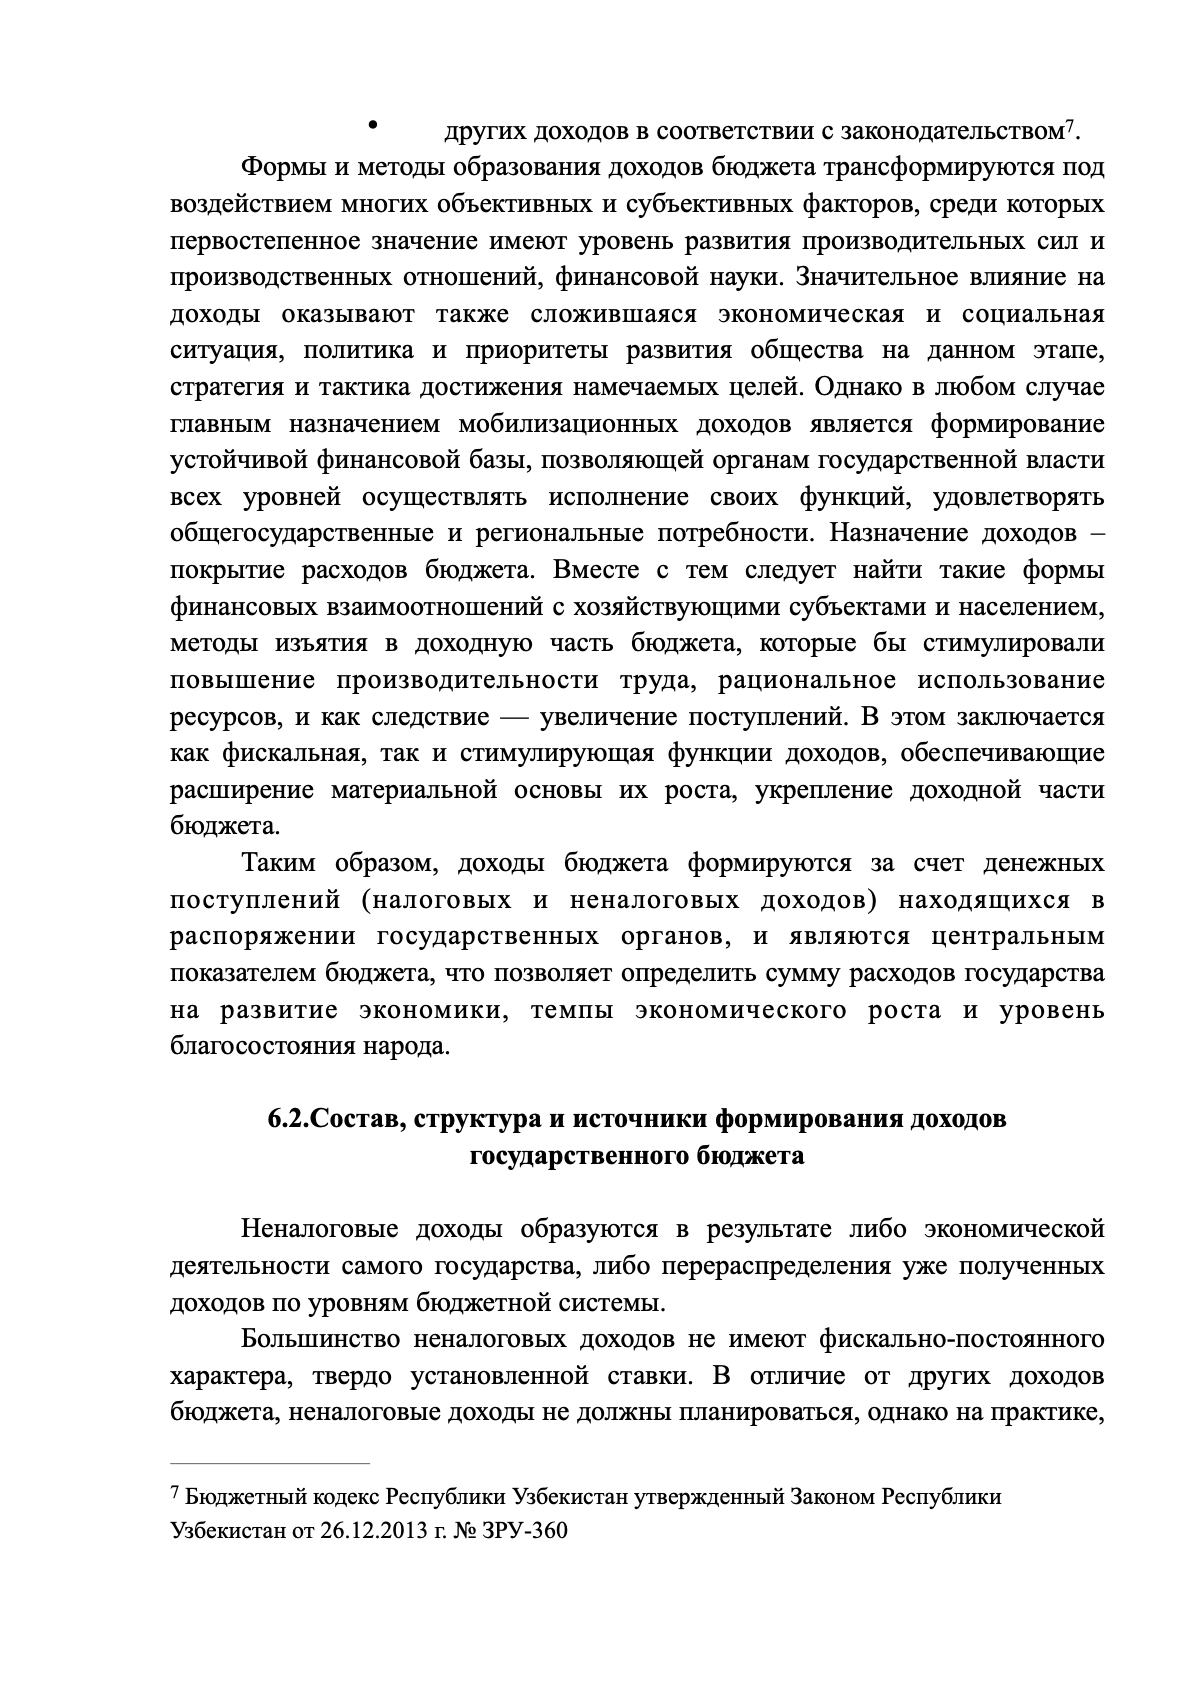 • других доходов в соответствии с законодательством7.
Формы и методы образования доходов бюджета трансформируются под
воздействием многих объективных и субъективных факторов, среди которых
первостепенное значение имеют уровень развития производительных сил и
производственных отношений, финансовой науки. Значительное влияние на
доходы оказывают также сложившаяся экономическая и социальная
ситуация, политика и приоритеты развития общества на данном этапе,
стратегия и тактика достижения намечаемых целей. Однако в любом случае
главным назначением мобилизационных доходов является формирование
устойчивой финансовой базы, позволяющей органам государственной власти
всех уровней осуществлять исполнение своих функций, удовлетворять
общегосударственные и региональные потребности. Назначение доходов –
покрытие расходов бюджета. Вместе с тем следует найти такие формы
финансовых взаимоотношений с хозяйствующими субъектами и населением,
методы изъятия в доходную часть бюджета, которые бы стимулировали
повышение производительности труда, рациональное использование
ресурсов, и как следствие — увеличение поступлений. В этом заключается
как фискальная, так и стимулирующая функции доходов, обеспечивающие
расширение материальной основы их роста, укрепление доходной части
бюджета.
Таким образом, доходы бюджета формируются за счет денежных
поступлений (налоговых и неналоговых доходов) находящихся в
распоряжении государственных органов, и являются центральным
показателем бюджета, что позволяет определить сумму расходов государства
на развитие экономики, темпы экономического роста и уровень
благосостояния народа.
6.2.Состав, структура и источники формирования доходов
государственного бюджета
Неналоговые доходы образуются в результате либо экономической
деятельности самого государства, либо перераспределения уже полученных
доходов по уровням бюджетной системы.
Большинство неналоговых доходов не имеют фискально-постоянного
характера, твердо установленной ставки. В отличие от других доходов
бюджета, неналоговые доходы не должны планироваться, однако на практике,
7 Бюджетный кодекс Республики Узбекистан утвержденный Законом Республики
Узбекистан от 26.12.2013 г. № ЗРУ-360